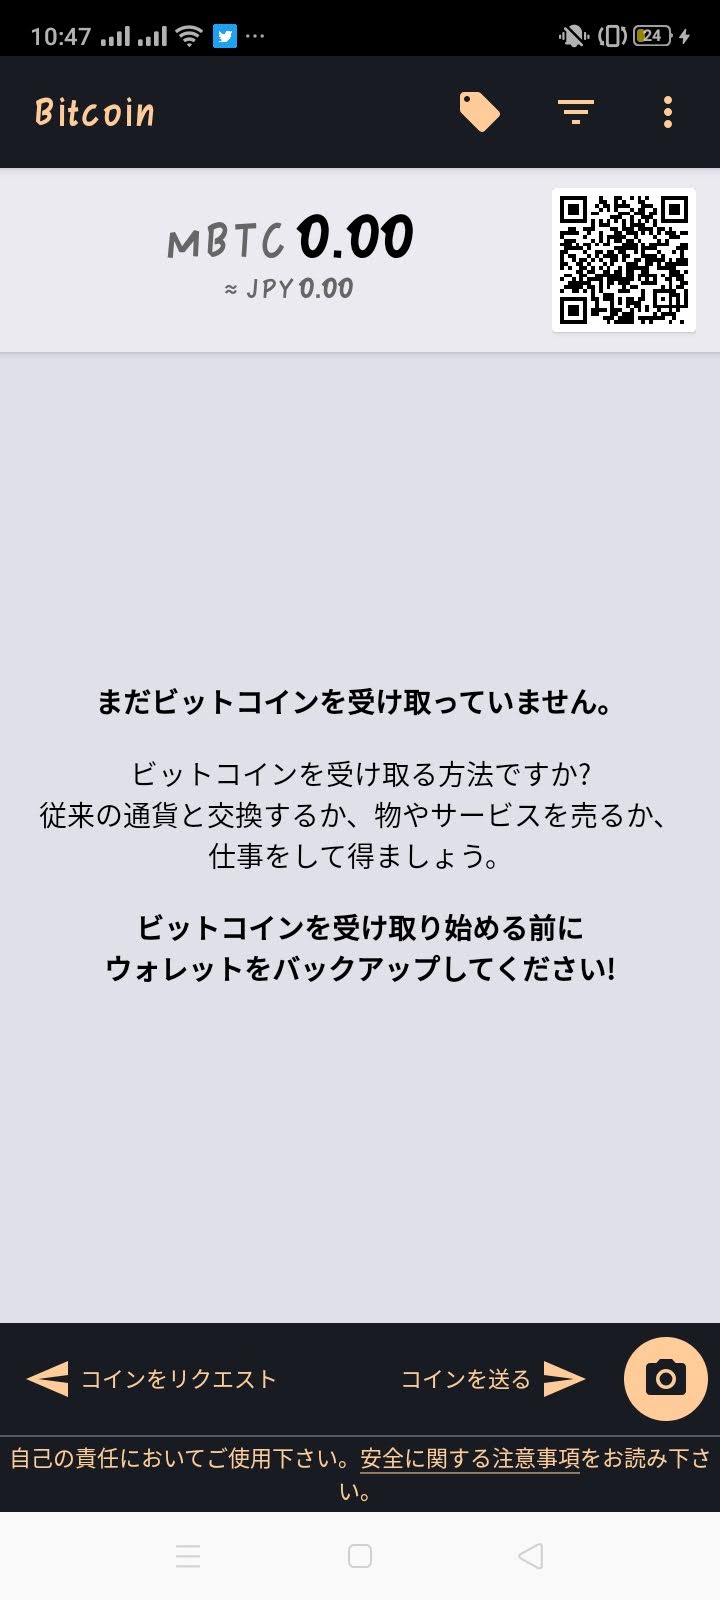 10:47 ... 24
Bitcoin
MBTC 0.00
≈ JPY 0.00
まだビットコインを受け取っていません。
ビットコインを受け取る方法ですか?
従来の通貨と交換するか、物やサービスを売るか、
仕事をして得ましょう。
ビットコインを受け取り始める前に
ウォレットをバックアップしてください!
コインをリクエスト コインを送る
自己の責任においてご使用下さい。安全に関する注意事項をお読み下さ
い。